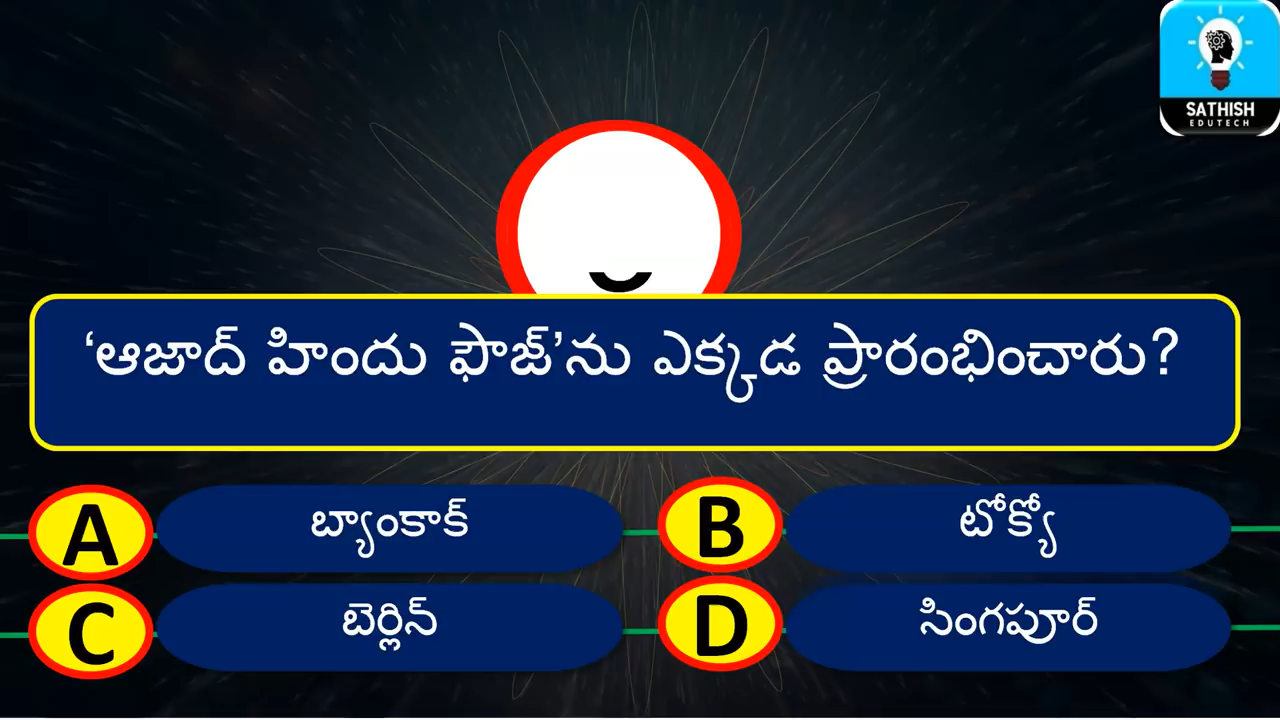 SATHISH
EDUTECH
‘ఆజాద్ హిందు ఫౌజ్’ను ఎక్కడ ప్రారంభించారు?
A బ్యాంకాక్
B టోక్యో
C బెర్లిన్
D సింగపూర్